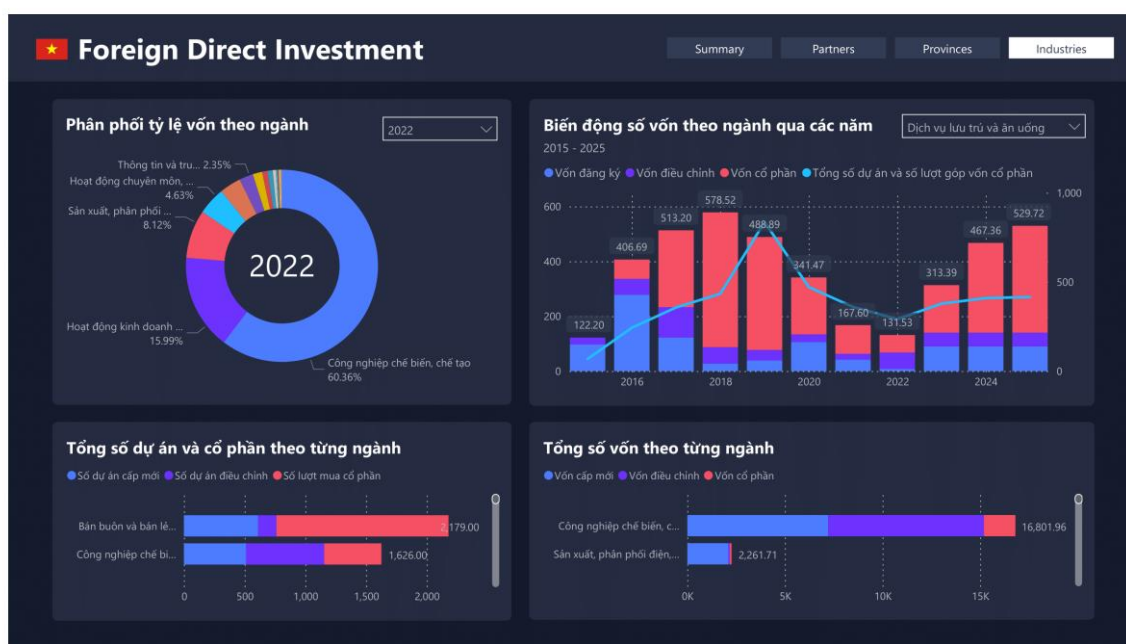 Foreign Direct Investment
Summary
Partners
Provinces
Industries
Phân phối tỷ lệ vốn theo ngành
2022
Thông tin và tru... 2.35%
Hoạt động chuyên môn, ...
4.63%
Sản xuất, phân phối ...
8.12%
2022
Hoạt động kinh doanh ...
15.99%
Công nghiệp chế biến, chế tạo
60.36%
Biến động số vốn theo ngành qua các năm
Dịch vụ lưu trú và ăn uống
2015 - 2025
Vốn đăng ký Vốn điều chỉnh Vốn cổ phần Tổng số dự án và số lượt góp vốn cổ phần
600
400
200
0
122.20
406.69
513.20
578.52
488.89
341.47
167.60
131.53
313.39
467.36
529.72
1,000
500
0
2016
2018
2020
2022
2024
Tổng số dự án và cổ phần theo từng ngành
Số dự án cấp mới Số dự án điều chỉnh Số lượt mua cổ phần
Bán buôn và bán lẻ...
2,179.00
Công nghiệp chế bi...
1,626.00
0
500
1,000
1,500
2,000
Tổng số vốn theo từng ngành
Vốn cấp mới Vốn điều chỉnh Vốn cổ phần
Công nghiệp chế biến, c...
16,801.96
Sản xuất, phân phối điện,...
2,261.71
0K
5K
10K
15K